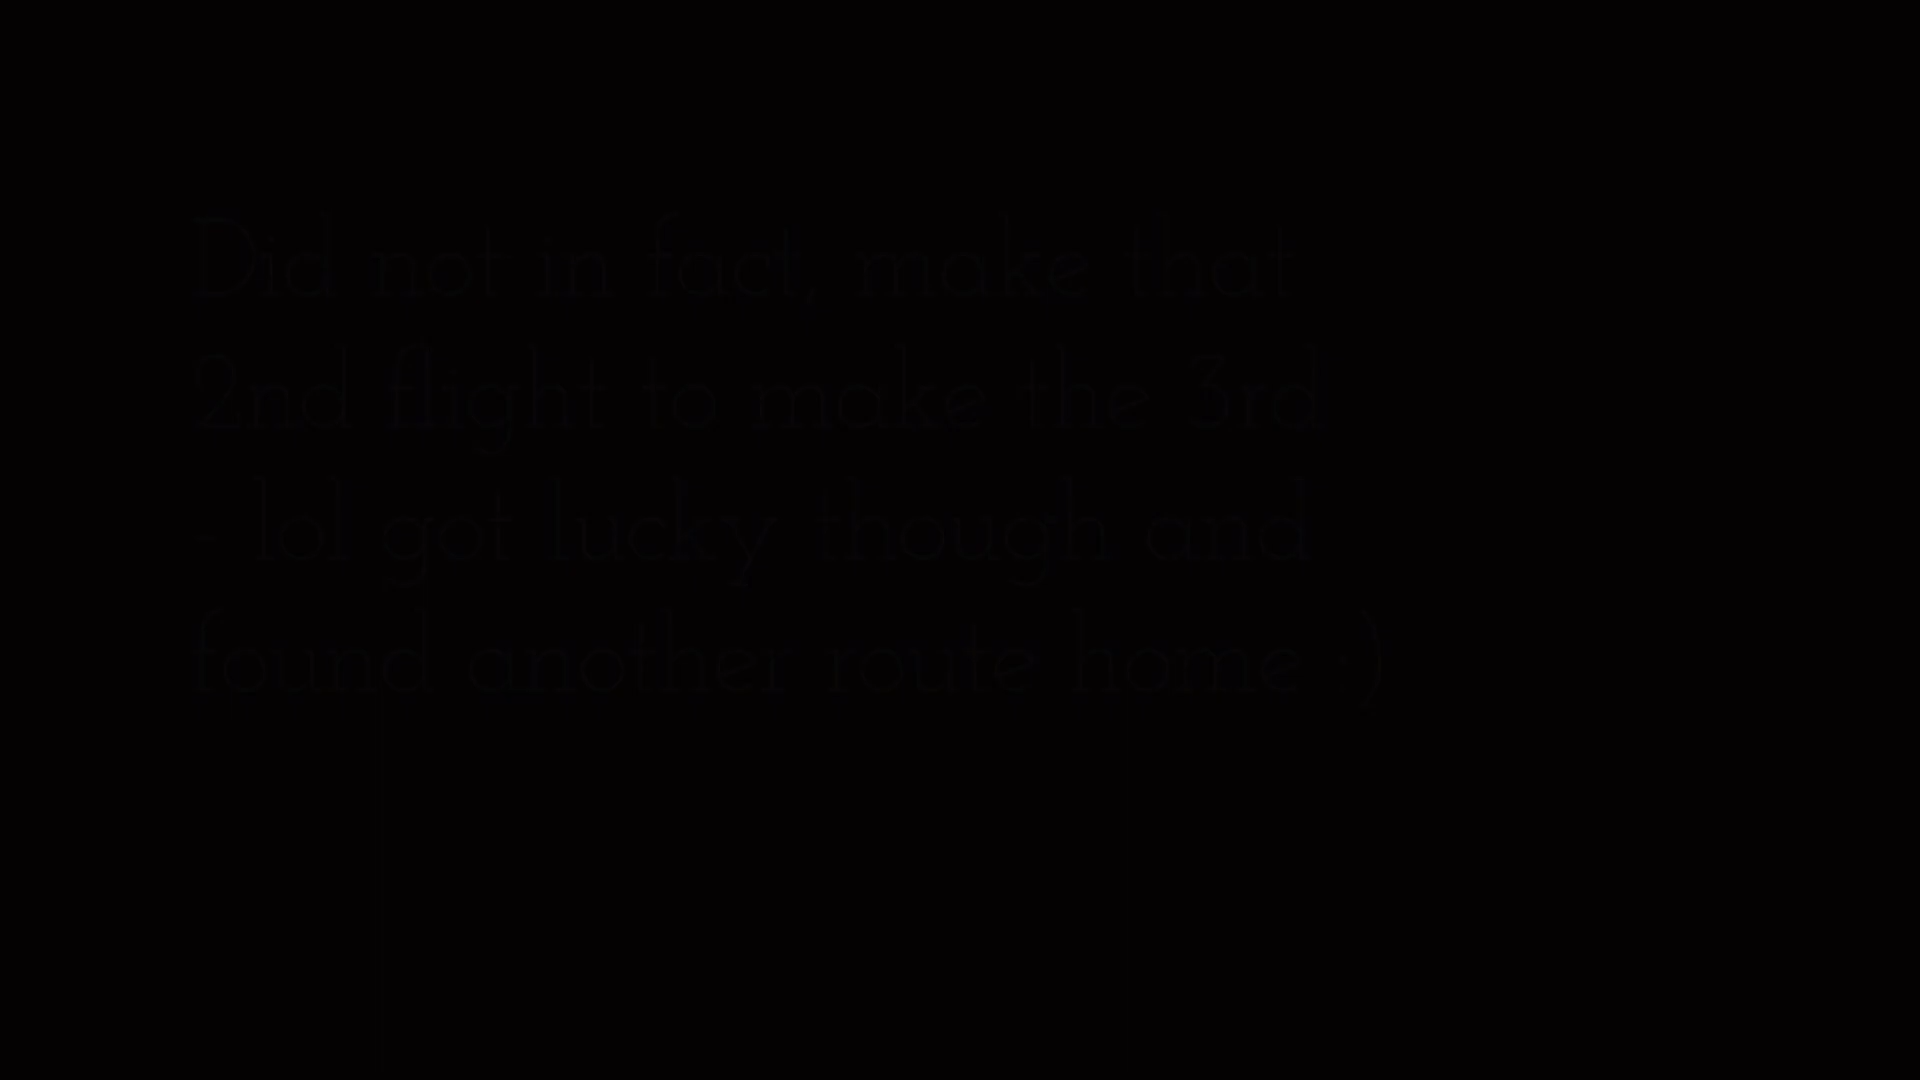 Did not in fact, make that
2nd flight to make the 3rd
- lol got lucky though and
found another route home :)